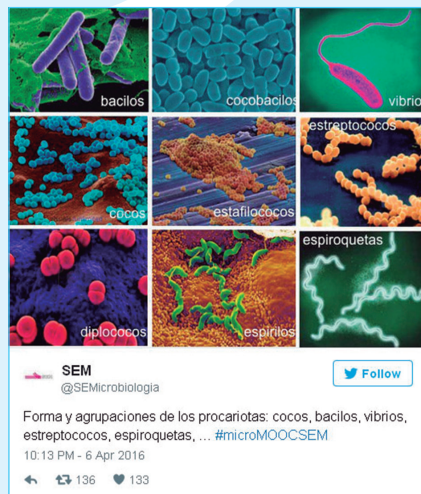 bacilos
cocobacilos
vibrio
cocos
estafilococos
estreptococos
diplococos
espirilos
espiroquetas
SEM
@SEMicrobiologia
Follow
Forma y agrupaciones de los procariotas: cocos, bacilos, vibrios,
estreptococos, espiroquetas, ... #microMOOCSEM
10:13 PM - 6 Apr 2016
136 133